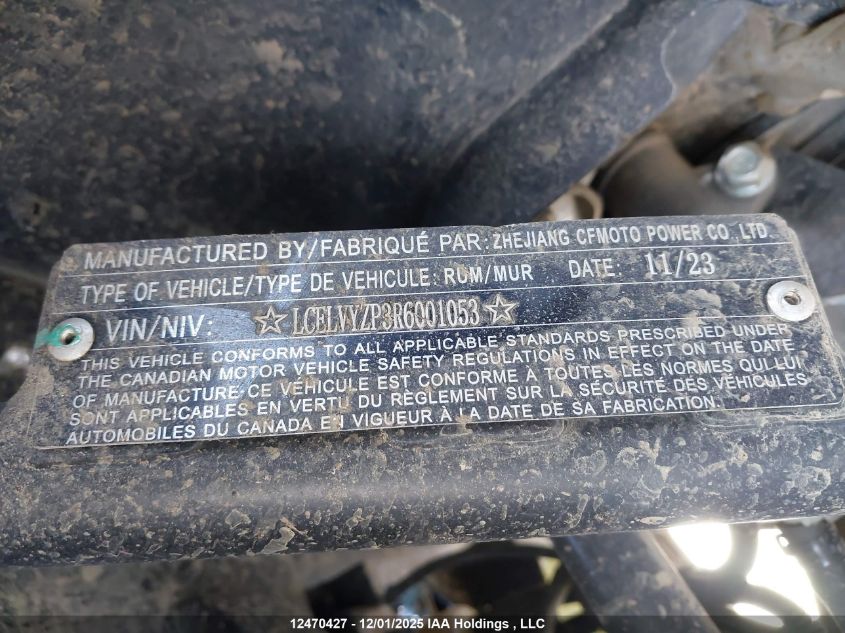 MANUFACTURED BY/FABRIQUÉ PAR: ZHEJIANG CFMOTO POWER CO., LTD.
TYPE OF VEHICLE/TYPE DE VEHICULE: ROM/MUR DATE: 11/23
VIN/NIV: ☆LCELVYZP3R6001053☆
THIS VEHICLE CONFORMS TO ALL APPLICABLE STANDARDS PRESCRIBED UNDER
THE CANADIAN MOTOR VEHICLE SAFETY REGULATIONS IN EFFECT ON THE DATE
OF MANUFACTURE/CE VÉHICULE EST CONFORME À TOUTES LES NORMES QUI LUI
SONT APPLICABLES EN VERTU DU RÈGLEMENT SUR LA SÉCURITÉ DES VÉHICULES
AUTOMOBILES DU CANADA EN VIGUEUR À LA DATE DE SA FABRICATION.
12470427 - 12/01/2025 IAA Holdings , LLC